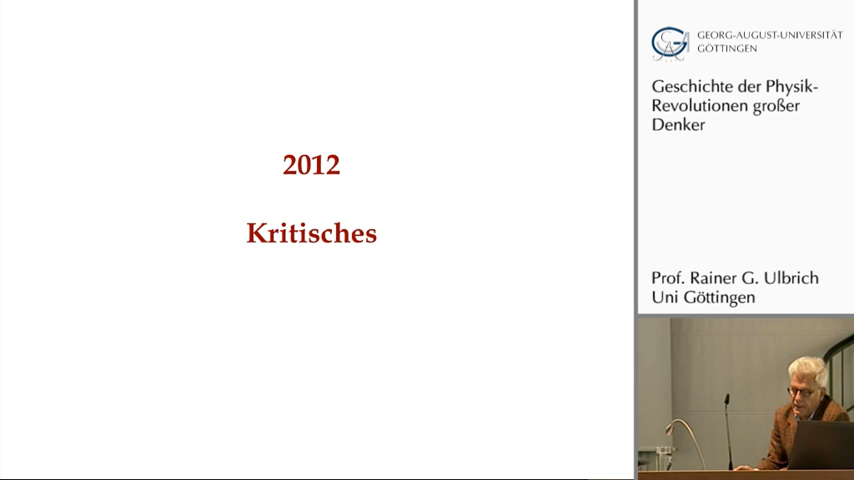 2012
Kritisches
GEORG-AUGUST-UNIVERSITÄT
GÖTTINGEN
Geschichte der Physik-
Revolutionen großer
Denker
Prof. Rainer G. Ulbrich
Uni Göttingen